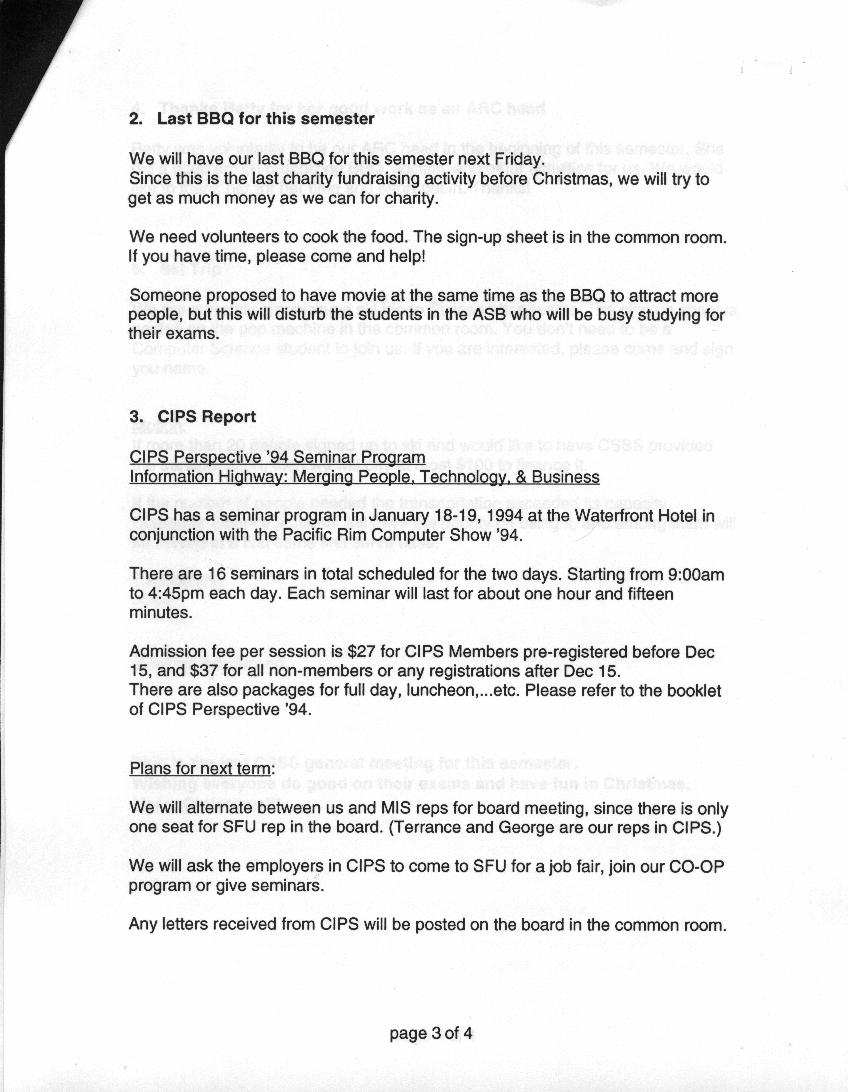 2. Last BBQ for this semester
We will have our last BBQ for this semester next Friday.
Since this is the last charity fundraising activity before Christmas, we will try to
get as much money as we can for charity.
We need volunteers to cook the food. The sign-up sheet is in the common room.
If you have time, please come and help!
Someone proposed to have movie at the same time as the BBQ to attract more
people, but this will disturb the students in the ASB who will be busy studying for
their exams.
3. CIPS Report
CIPS Perspective '94 Seminar Program
Information Highway: Merging People, Technology, & Business
CIPS has a seminar program in January 18-19, 1994 at the Waterfront Hotel in
conjunction with the Pacific Rim Computer Show '94.
There are 16 seminars in total scheduled for the two days. Starting from 9:00am
to 4:45pm each day. Each seminar will last for about one hour and fifteen
minutes.
Admission fee per session is $27 for CIPS Members pre-registered before Dec
15, and $37 for all non-members or any registrations after Dec 15.
There are also packages for full day, luncheon,...etc. Please refer to the booklet
of CIPS Perspective '94.
Plans for next term:
We will alternate between us and MIS reps for board meeting, since there is only
one seat for SFU rep in the board. (Terrance and George are our reps in CIPS.)
We will ask the employers in CIPS to come to SFU for a job fair, join our CO-OP
program or give seminars.
Any letters received from CIPS will be posted on the board in the common room.
page 3 of 4